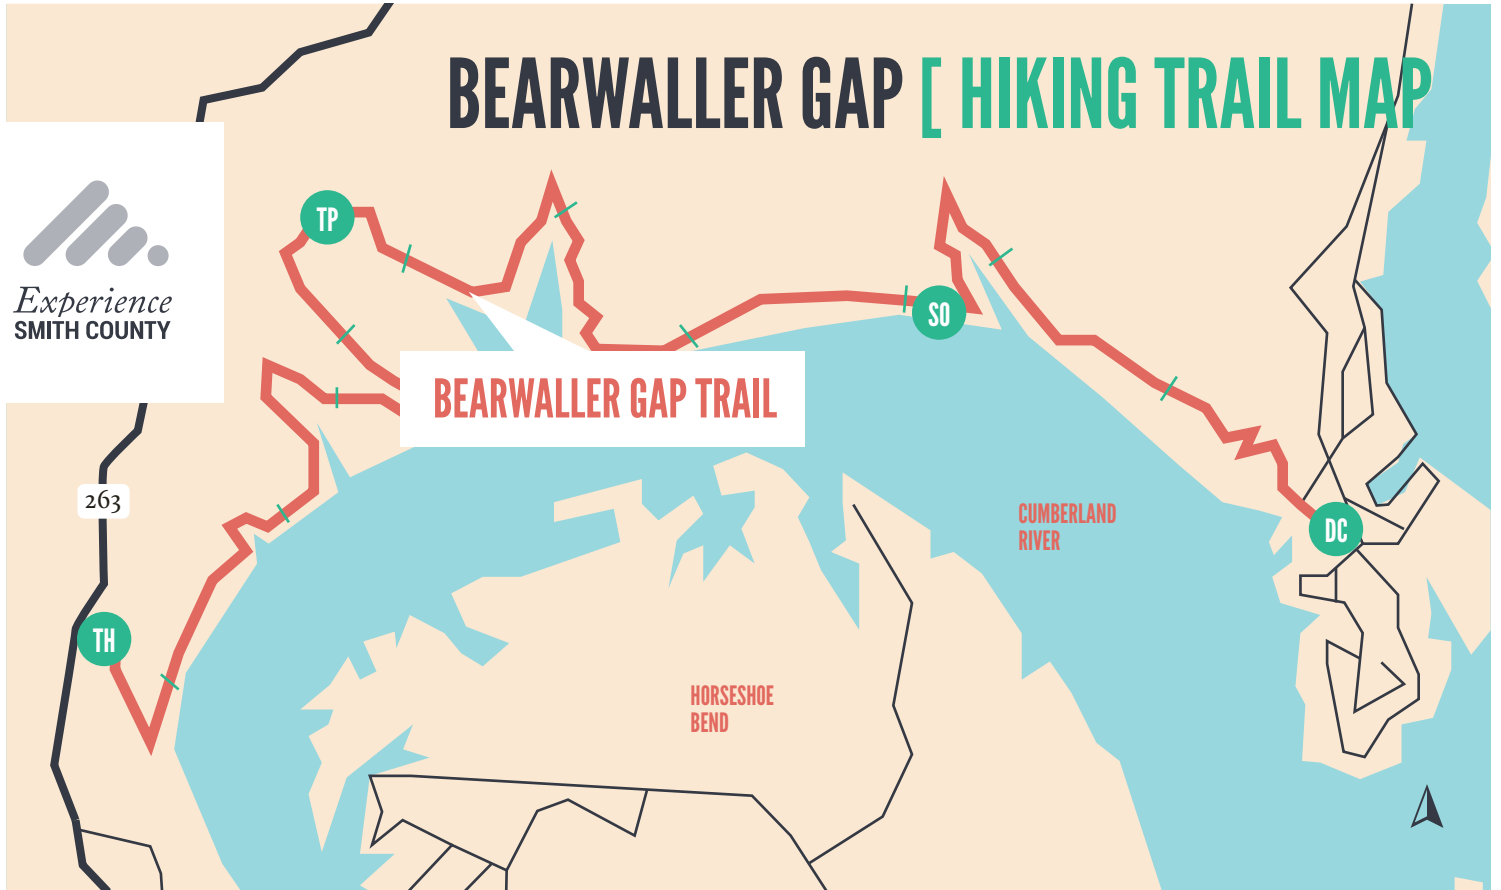 BEARWALLER GAP [ HIKING TRAIL MAP
Experience
SMITH COUNTY
TP
SO
BEARWALLER GAP TRAIL
263
CUMBERLAND
RIVER
DC
TH
HORSESHOE
BEND